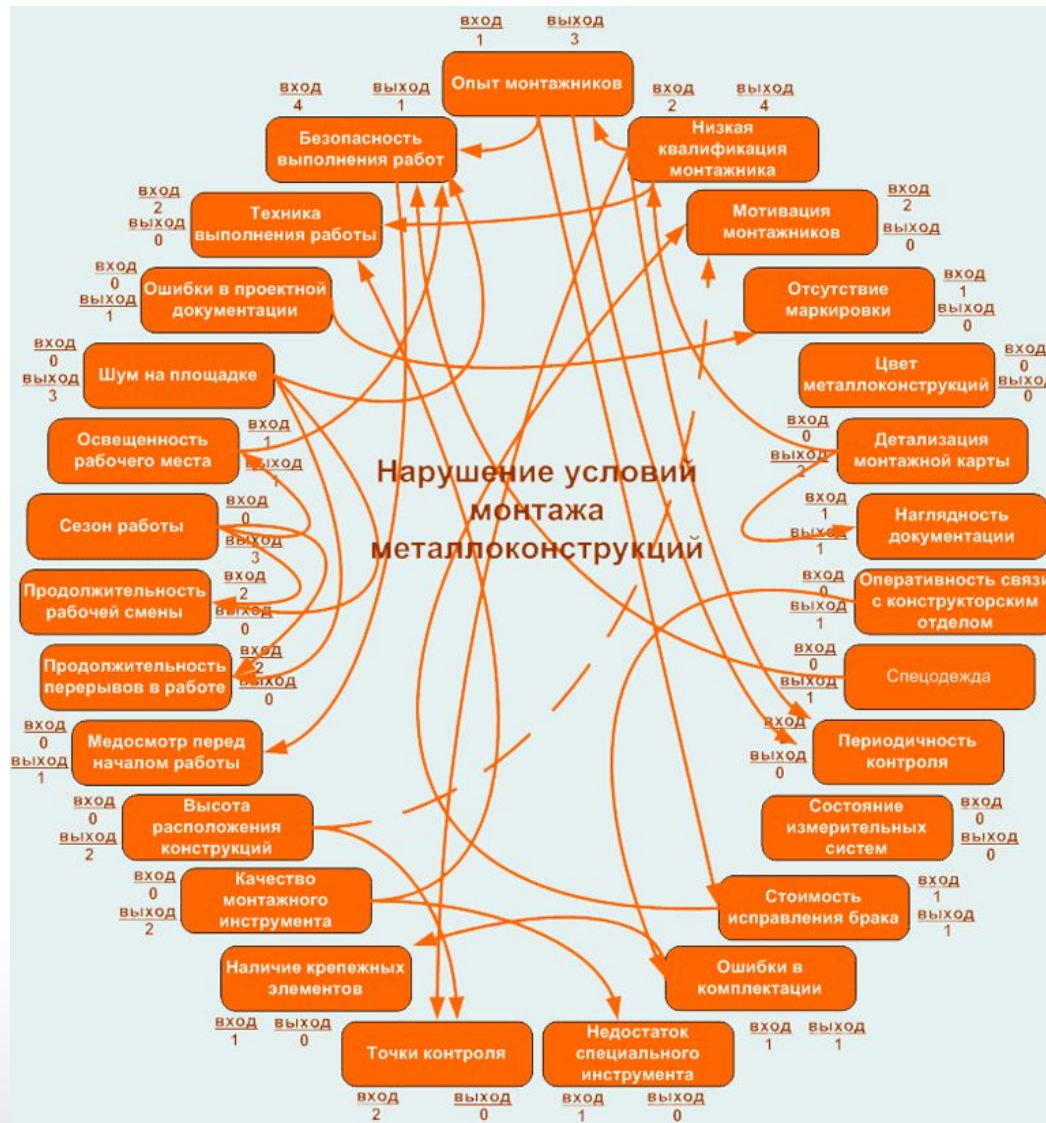 вход
1
выход
3
Опыт монтажников
вход
4
выход
1
Безопасность
выполнения работ
вход
2
выход
4
Низкая
квалификация
монтажника
вход
2
выход
0
Техника
выполнения работы
Мотивация
монтажников
вход
2
выход
0
вход
0
выход
1
Ошибки в проектной
документации
Отсутствие
маркировки
вход
1
выход
0
вход
0
выход
3
Шум на площадке
Цвет
металлоконструкций
вход
0
выход
0
Освещенность
рабочего места
вход
1
выход
1
вход
0
выход
2
Детализация
монтажной карты
Нарушение условий
монтажа
металлоконструкций
Сезон работы
вход
0
выход
3
вход
1
выход
1
Наглядность
документации
Продолжительность
рабочей смены
вход
2
выход
0
вход
0
выход
1
Оперативность связи
с конструкторским
отделом
Продолжительность
перерывов в работе
вход
2
выход
0
вход
0
выход
1
Спецодежда
вход
0
выход
1
Медосмотр перед
началом работы
вход
выход
0
Периодичность
контроля
вход
0
выход
2
Высота
расположения
конструкций
Состояние
измерительных
систем
вход
0
выход
0
вход
0
выход
2
Качество
монтажного
инструмента
Стоимость
исправления брака
вход
1
выход
1
Наличие крепежных
элементов
вход
1
выход
0
Ошибки в
комплектации
вход
1
выход
1
Точки контроля
вход
2
выход
0
Недостаток
специального
инструмента
вход
1
выход
0